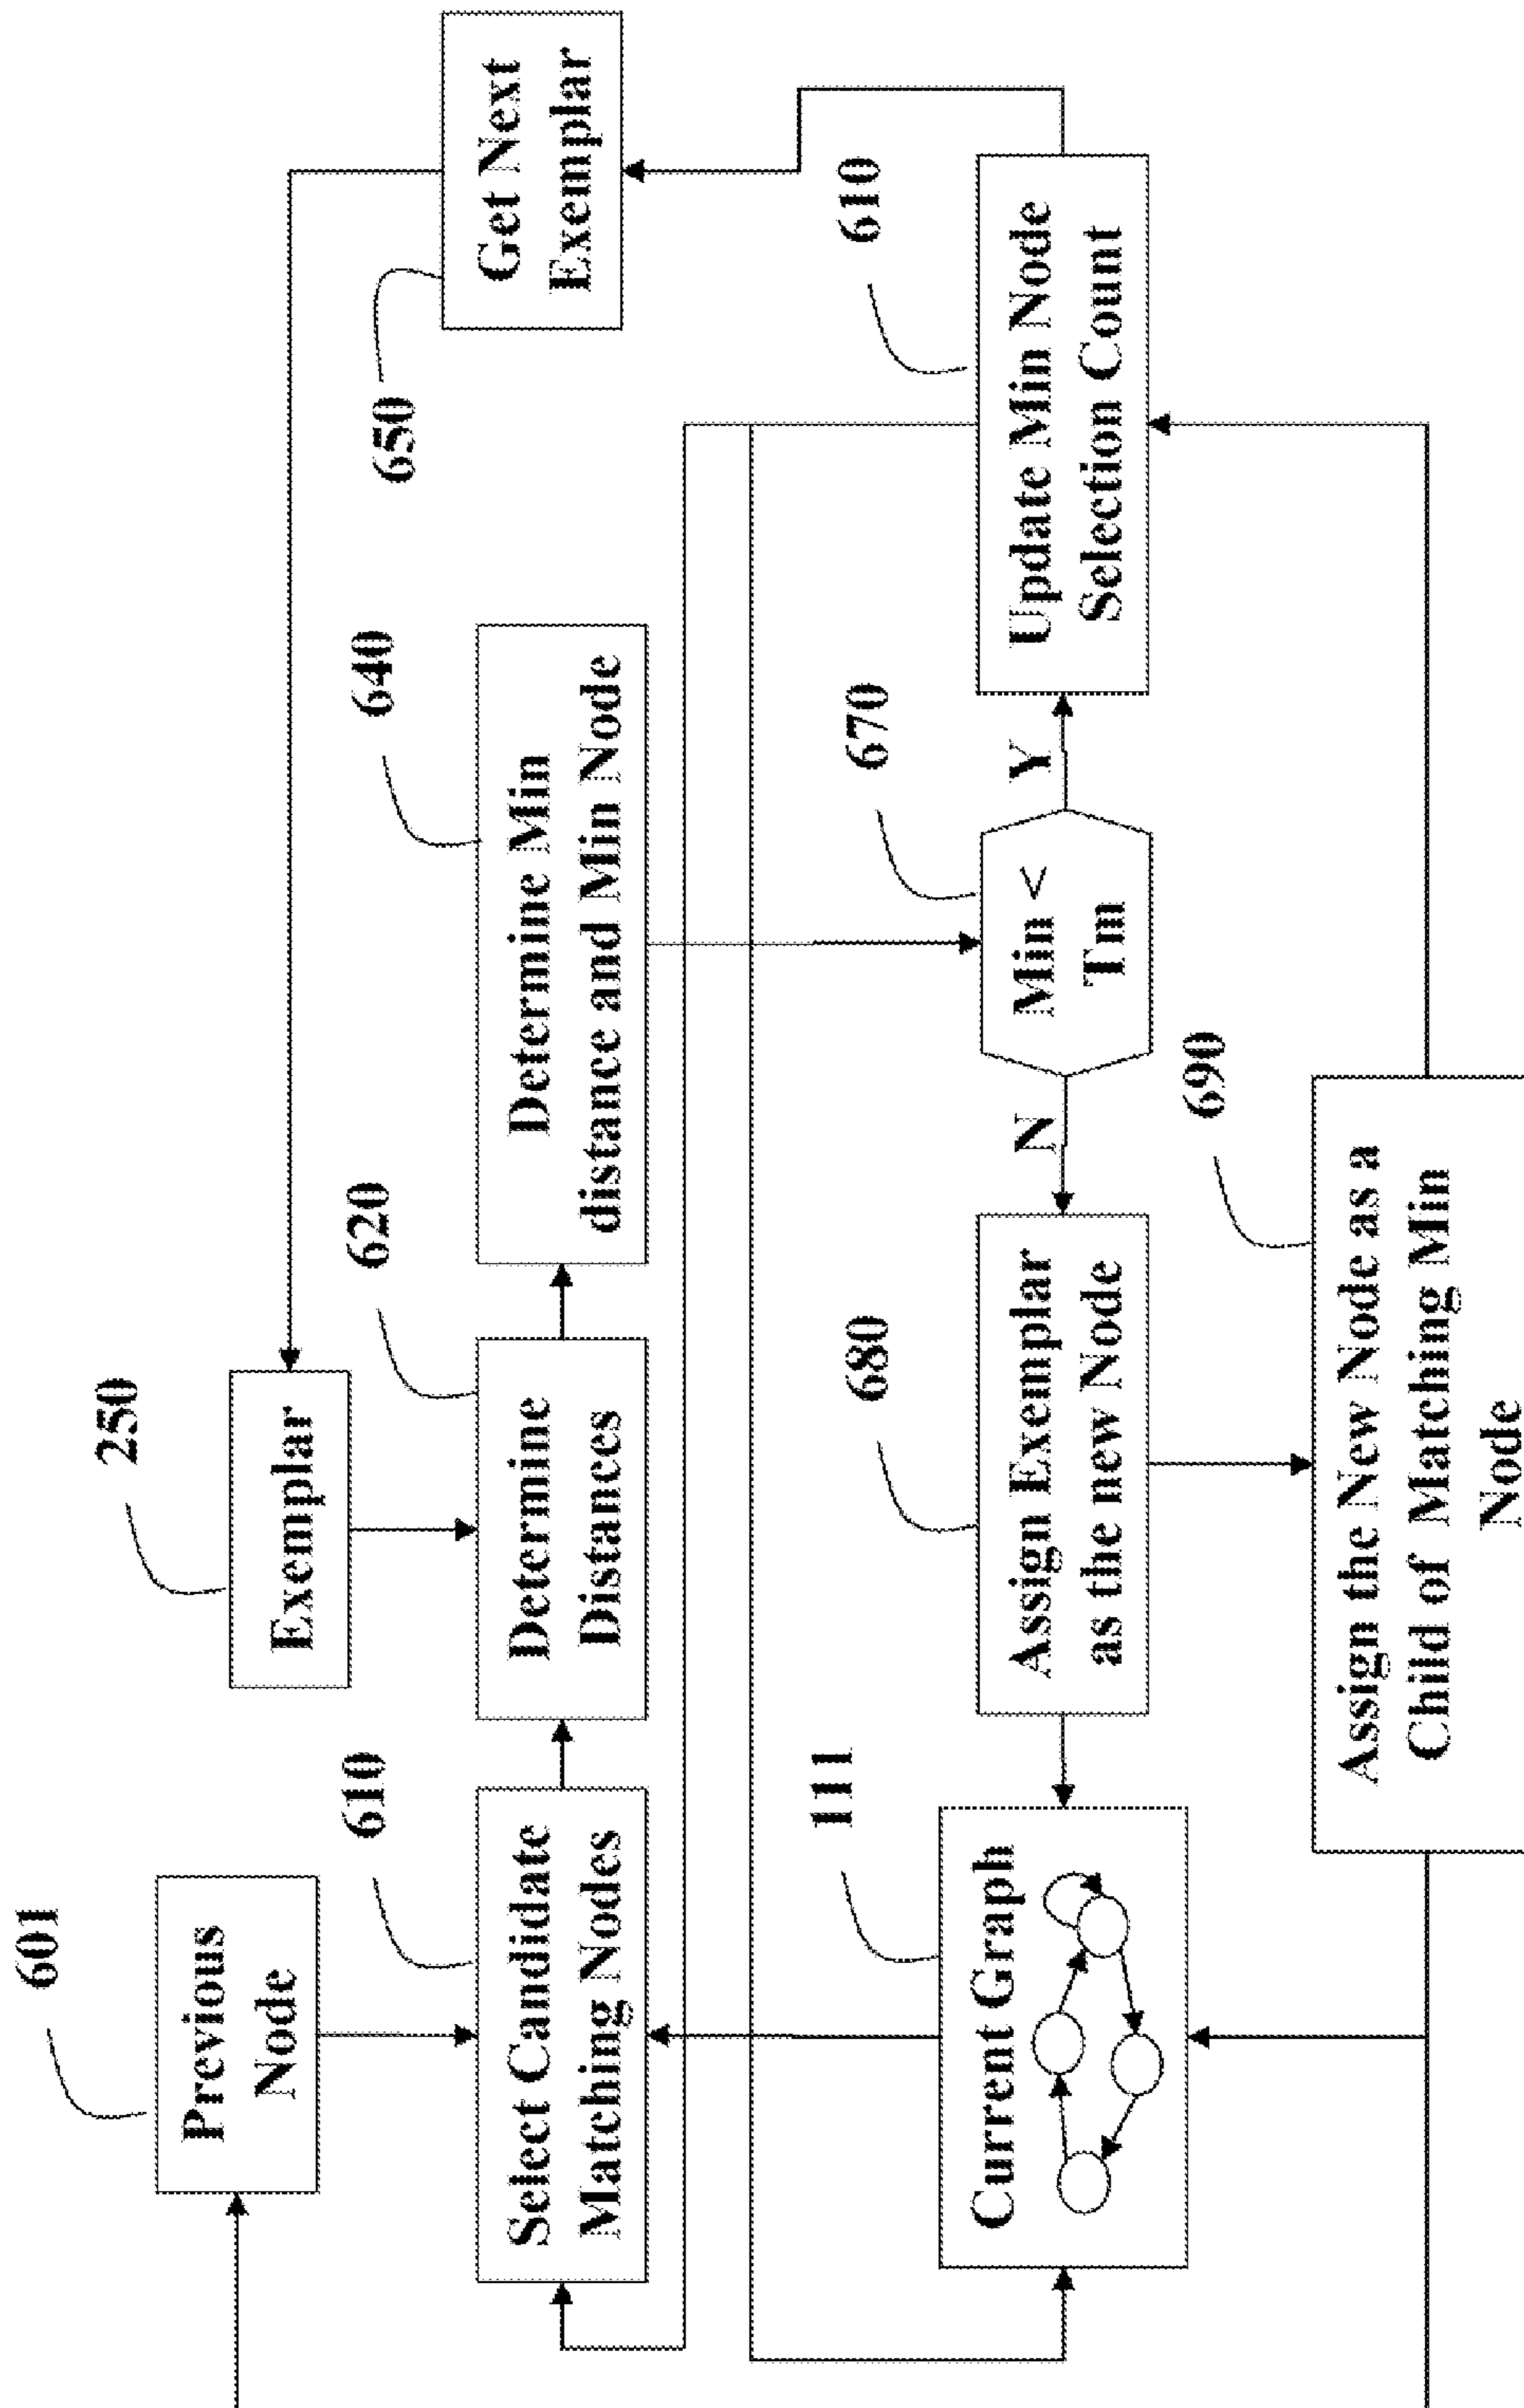 601
Previous
Node
250
Exemplar
650
Get Next
Exemplar
610
Select Candidate
Matching Nodes
620
Determine
Distances
640
Determine Min
distance and Min Node
111
Current Graph
680
Assign Exemplar
as the new Node
N
670
Min <
Tm
Y
610
Update Min Node
Selection Count
690
Assign the New Node as a
Child of Matching Min
Node